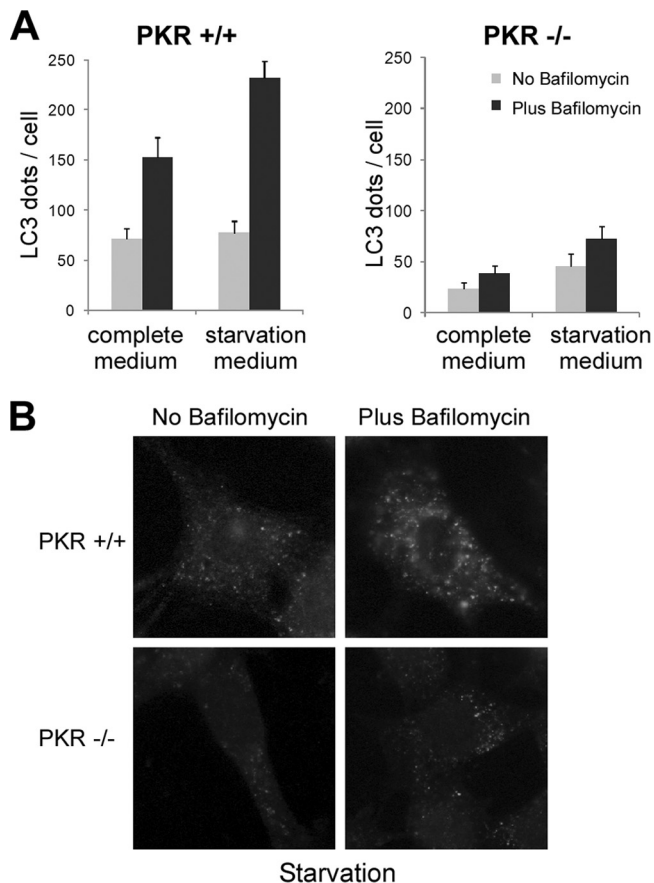 A
PKR +/+
PKR -/-
LC3 dots / cell
250
200
150
100
50
0
complete medium
starvation medium
LC3 dots / cell
250
200
150
100
50
0
No Bafilomycin
Plus Bafilomycin
complete medium
starvation medium
B
No Bafilomycin
Plus Bafilomycin
PKR +/+
PKR -/-
Starvation